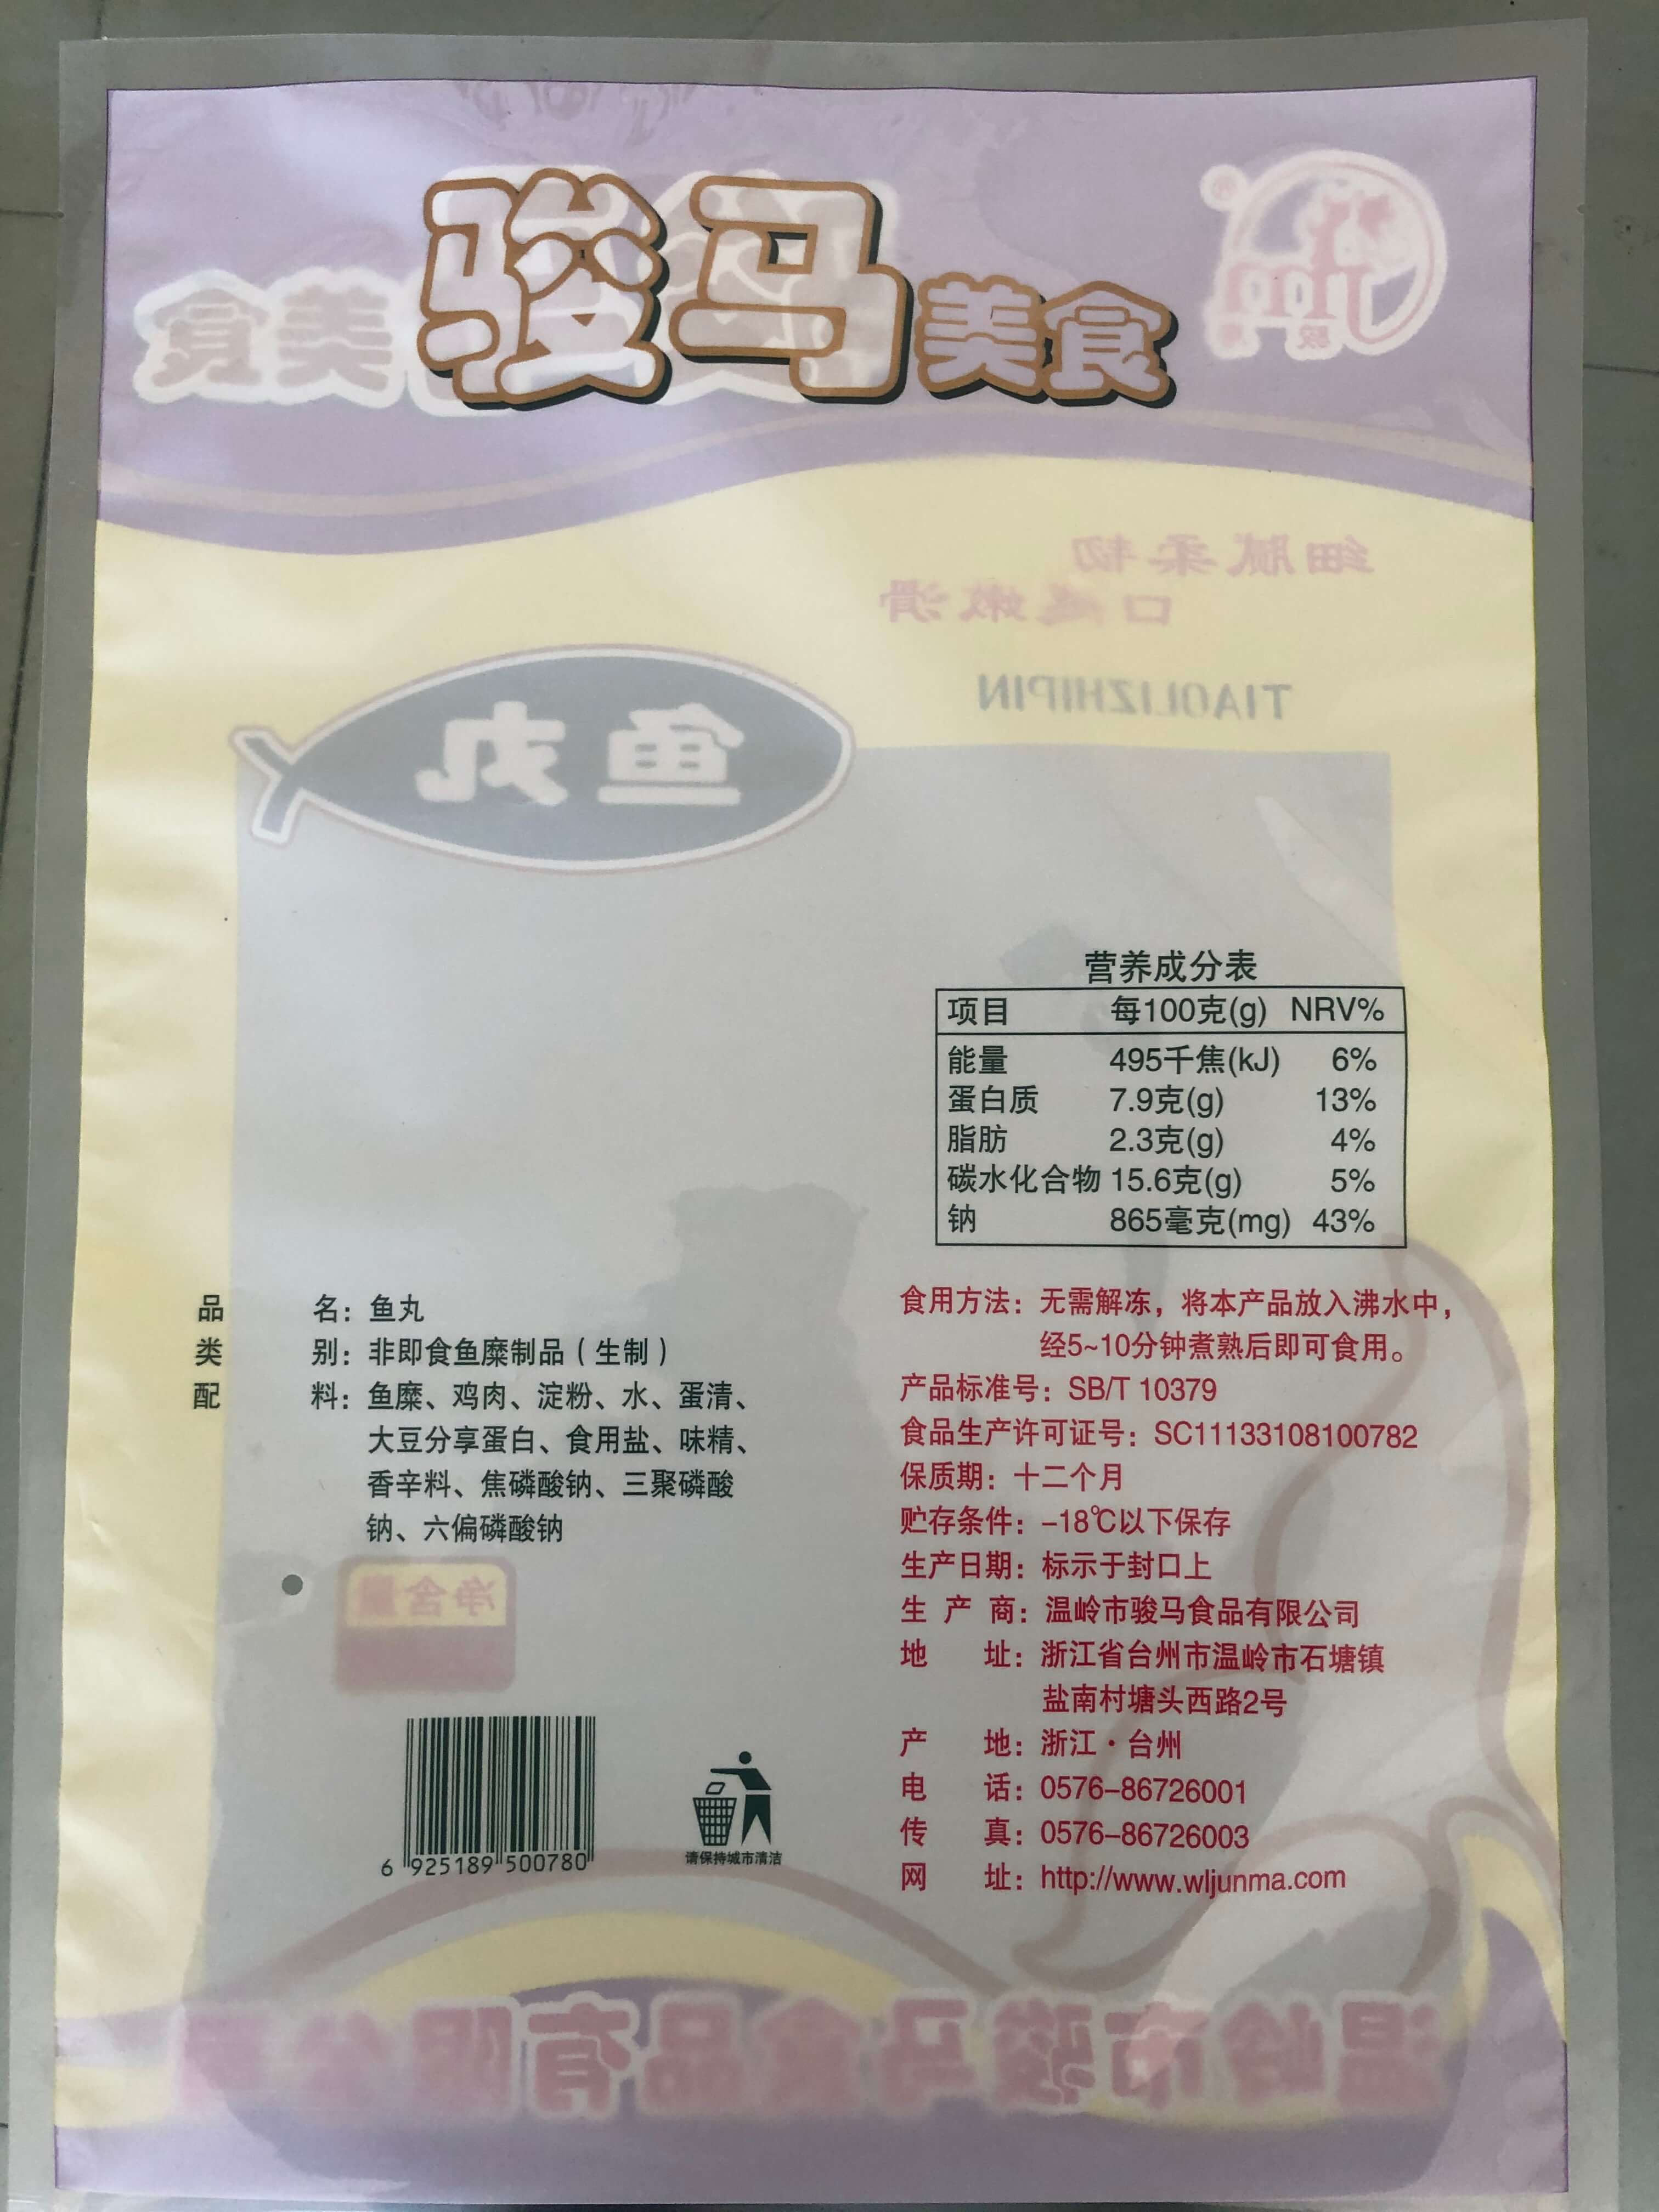 骏马美食
细腻柔韧
口感嫩滑
TIAOLIZHIPIN
鱼丸
营养成分表
项目 每100克(g) NRV%
能量 495千焦(kJ) 6%
蛋白质 7.9克(g) 13%
脂肪 2.3克(g) 4%
碳水化合物 15.6克(g) 5%
钠 865毫克(mg) 43%
品 名：鱼丸
类 别：非即食鱼糜制品（生制）
配 料：鱼糜、鸡肉、淀粉、水、蛋清、
大豆分享蛋白、食用盐、味精、
香辛料、焦磷酸钠、三聚磷酸
钠、六偏磷酸钠
净含量
6 925189 500780
请保持城市清洁
食用方法：无需解冻，将本产品放入沸水中，
经5~10分钟煮熟后即可食用。
产品标准号：SB/T 10379
食品生产许可证号：SC11133108100782
保质期：十二个月
贮存条件：-18℃以下保存
生产日期：标示于封口上
生 产 商：温岭市骏马食品有限公司
地 址：浙江省台州市温岭市石塘镇
盐南村塘头西路2号
产 地：浙江·台州
电 话：0576-86726001
传 真：0576-86726003
网 址：http://www.wljunma.com
温岭市骏马食品有限公司